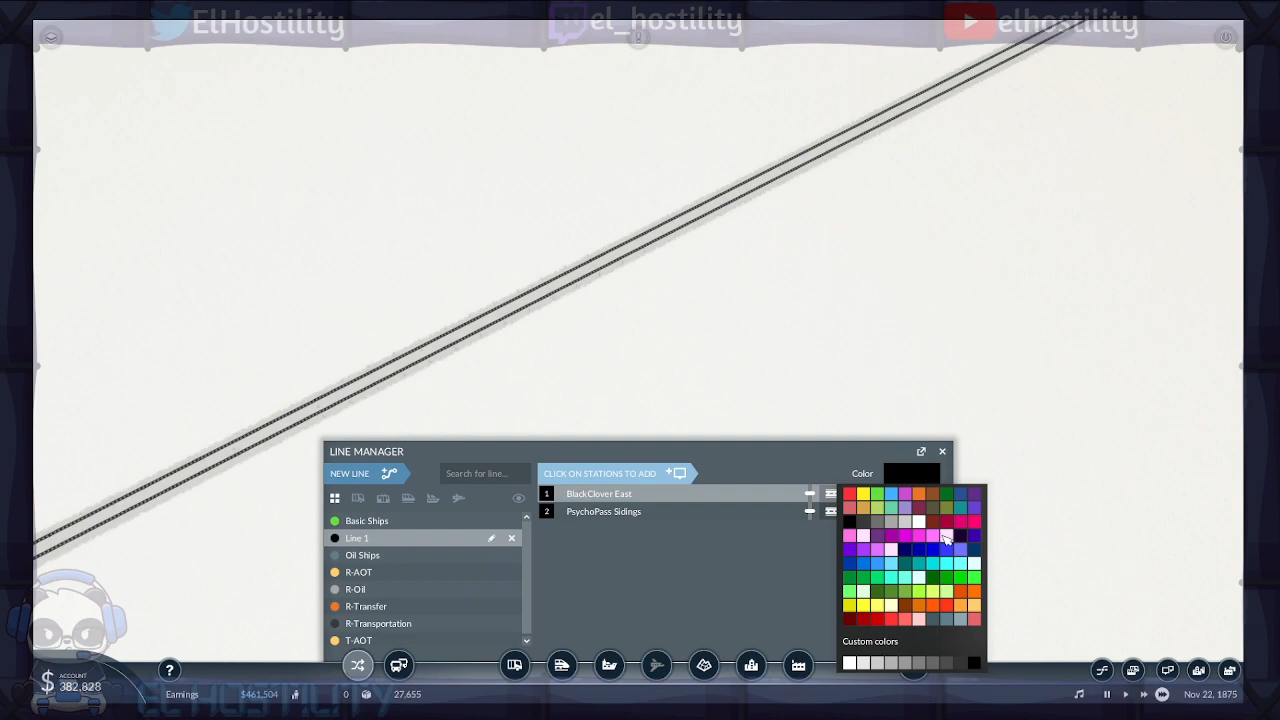 ElHostility
el_hostility
elhostility
LINE MANAGER
NEW LINE
Search for line...
CLICK ON STATIONS TO ADD
Color
1 BlackClover East
2 PsychoPass Sidings
Basic Ships
Line 1
Oil Ships
R-AOT
R-Oil
R-Transfer
R-Transportation
T-AOT
Custom colors
?
$ ACCOUNT
382,828
Earnings $461,504 0 27,655
Nov 22, 1875
ELHOSTILITY